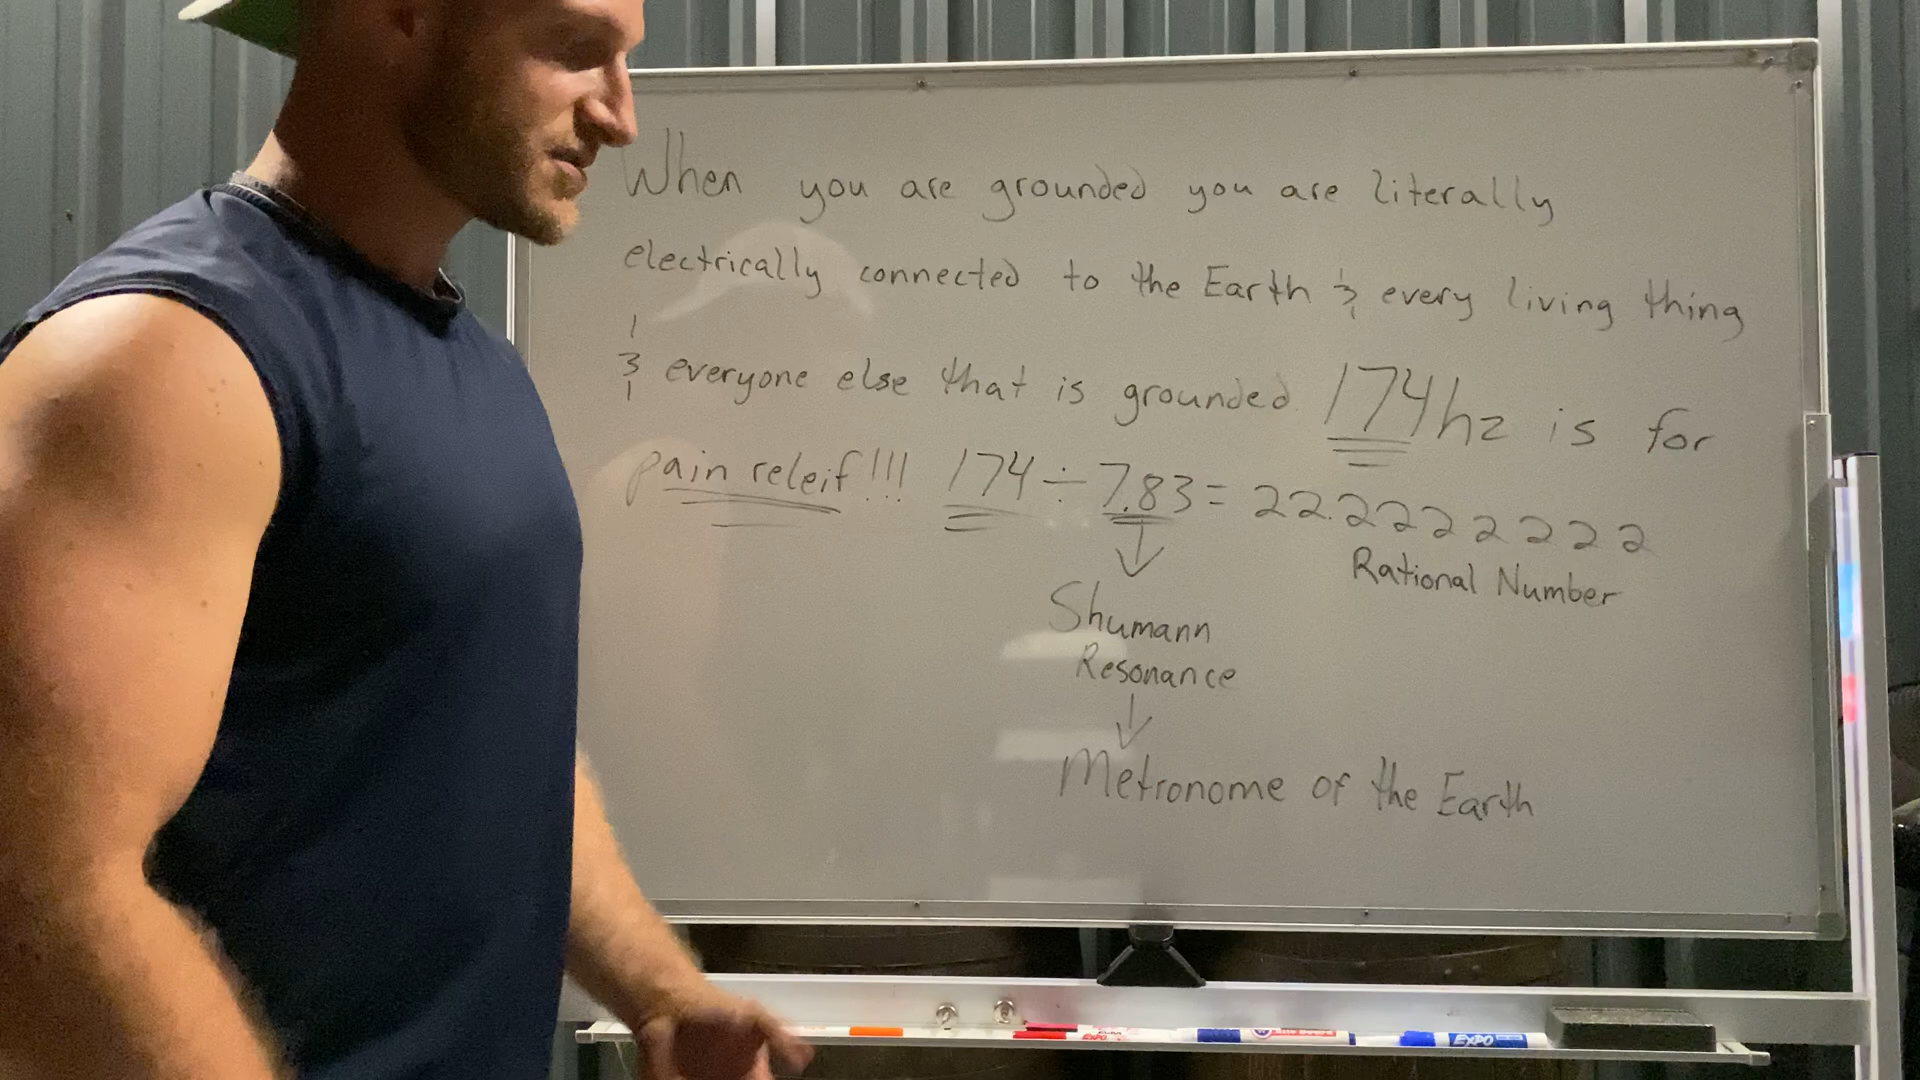 When you are grounded you are literally
electrically connected to the Earth & every living thing
& everyone else that is grounded. 174hz is for
pain releif!!! 174 ÷ 7.83 = 22.2222222
Rational Number
Shumann
Resonance
Metronome of the Earth
EXPO
EXPO